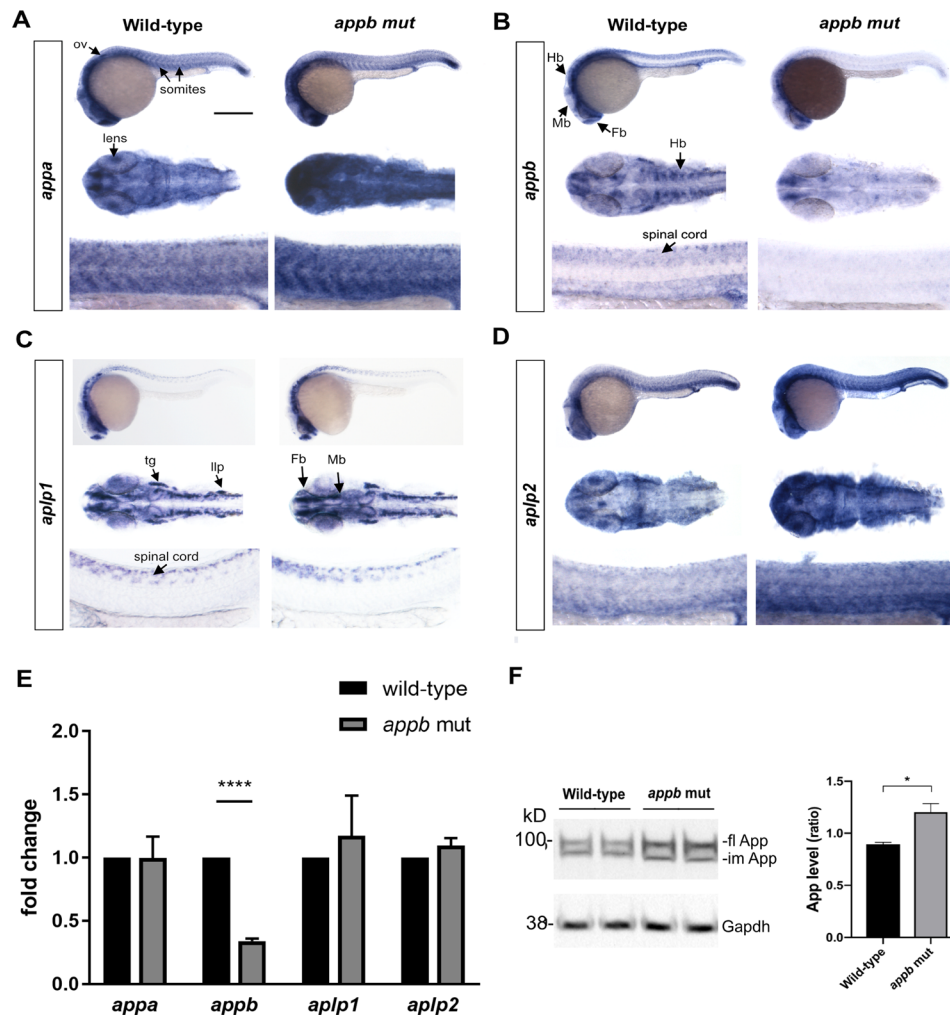 A
Wild-type
appb mut
appa
ov
somites
lens
B
Wild-type
appb mut
appb
Hb
Mb
Fb
Hb
spinal cord
C
aplp1
tg
llp
Fb
Mb
spinal cord
D
aplp2
E
wild-type
appb mut
fold change
2.0
1.5
1.0
0.5
0.0
****
appa
appb
aplp1
aplp2
F
Wild-type
appb mut
kD
100-
-fl App
-im App
38-
Gapdh
App level (ratio)
1.5
1.0
0.5
0.0
*
Wild-type
appb mut